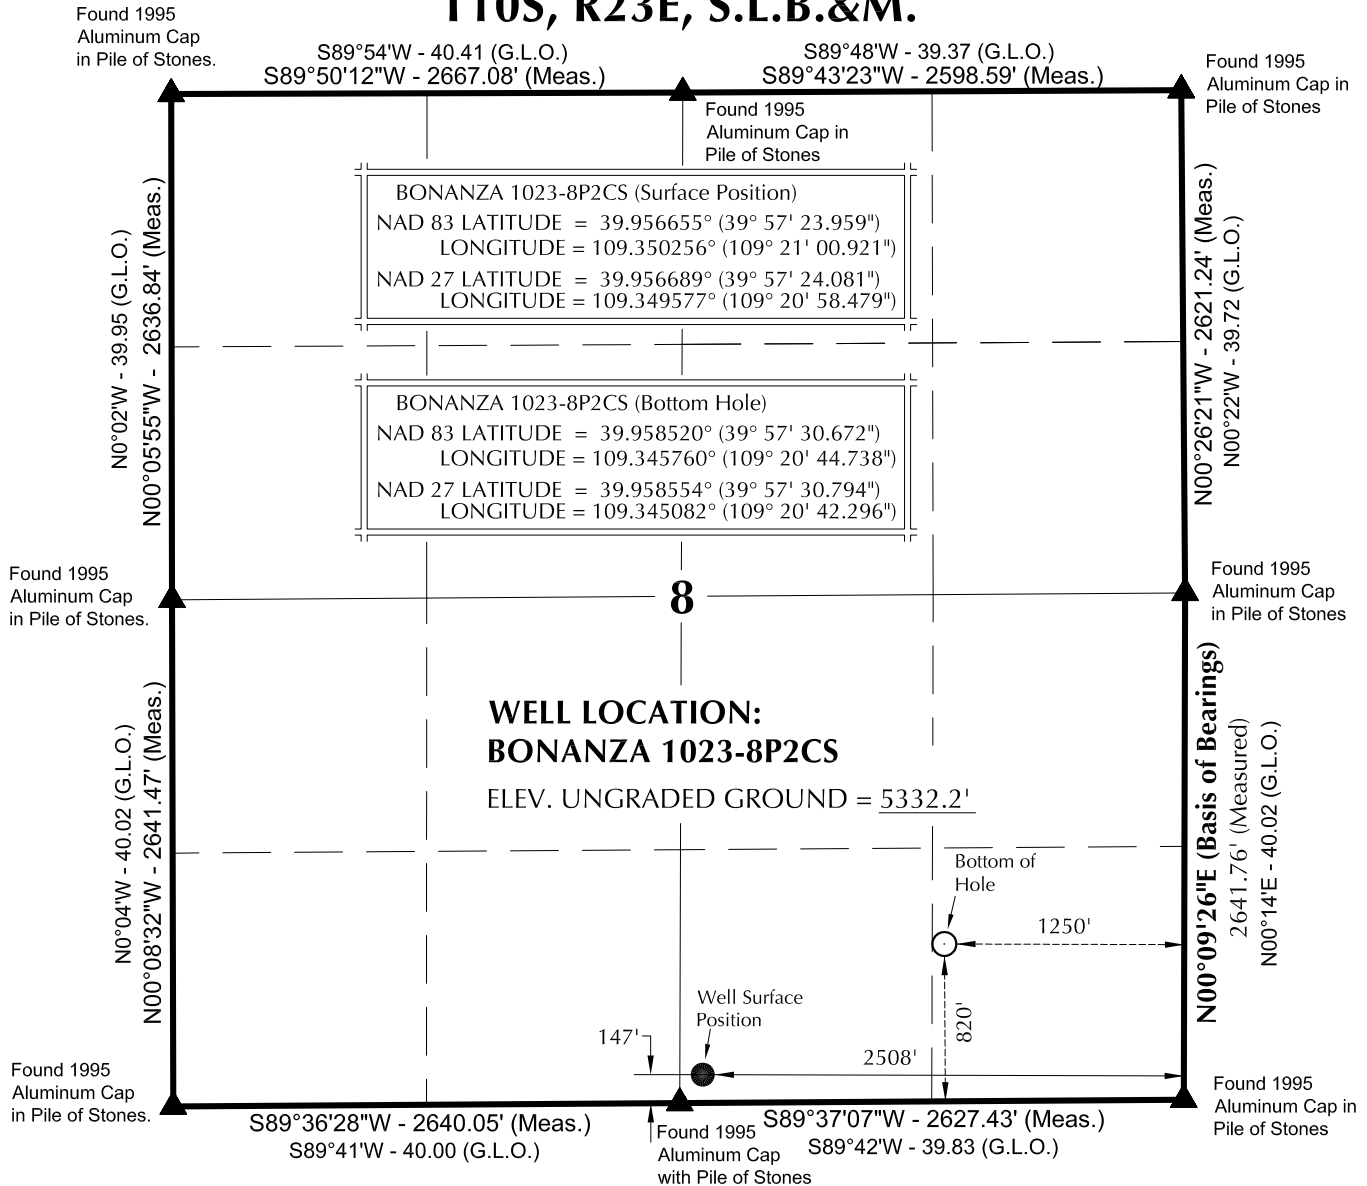 T10S, R23E, S.L.B.&M.
Found 1995
Aluminum Cap
in Pile of Stones.
S89°54'W - 40.41 (G.L.O.)
S89°50'12"W - 2667.08' (Meas.)
S89°48'W - 39.37 (G.L.O.)
S89°43'23"W - 2598.59' (Meas.)
Found 1995
Aluminum Cap in
Pile of Stones
Found 1995
Aluminum Cap in
Pile of Stones
BONANZA 1023-8P2CS (Surface Position)
NAD 83 LATITUDE = 39.956655° (39° 57' 23.959")
LONGITUDE = 109.350256° (109° 21' 00.921")
NAD 27 LATITUDE = 39.956689° (39° 57' 24.081")
LONGITUDE = 109.349577° (109° 20' 58.479")
N0°02'W - 39.95 (G.L.O.)
N00°05'55"W - 2636.84' (Meas.)
N00°26'21"W - 2621.24' (Meas.)
N00°22'W - 39.72 (G.L.O.)
BONANZA 1023-8P2CS (Bottom Hole)
NAD 83 LATITUDE = 39.958520° (39° 57' 30.672")
LONGITUDE = 109.345760° (109° 20' 44.738")
NAD 27 LATITUDE = 39.958554° (39° 57' 30.794")
LONGITUDE = 109.345082° (109° 20' 42.296")
Found 1995
Aluminum Cap
in Pile of Stones.
8
Found 1995
Aluminum Cap
in Pile of Stones
WELL LOCATION:
BONANZA 1023-8P2CS
ELEV. UNGRADED GROUND = 5332.2'
N0°04'W - 40.02 (G.L.O.)
N00°08'32"W - 2641.47' (Meas.)
N00°09'26"E (Basis of Bearings)
2641.76' (Measured)
N00°14'E - 40.02 (G.L.O.)
Bottom of
Hole
1250'
820'
Well Surface
Position
147'
2508'
Found 1995
Aluminum Cap
in Pile of Stones.
S89°36'28"W - 2640.05' (Meas.)
S89°41'W - 40.00 (G.L.O.)
Found 1995
Aluminum Cap
with Pile of Stones
S89°37'07"W - 2627.43' (Meas.)
S89°42'W - 39.83 (G.L.O.)
Found 1995
Aluminum Cap in
Pile of Stones